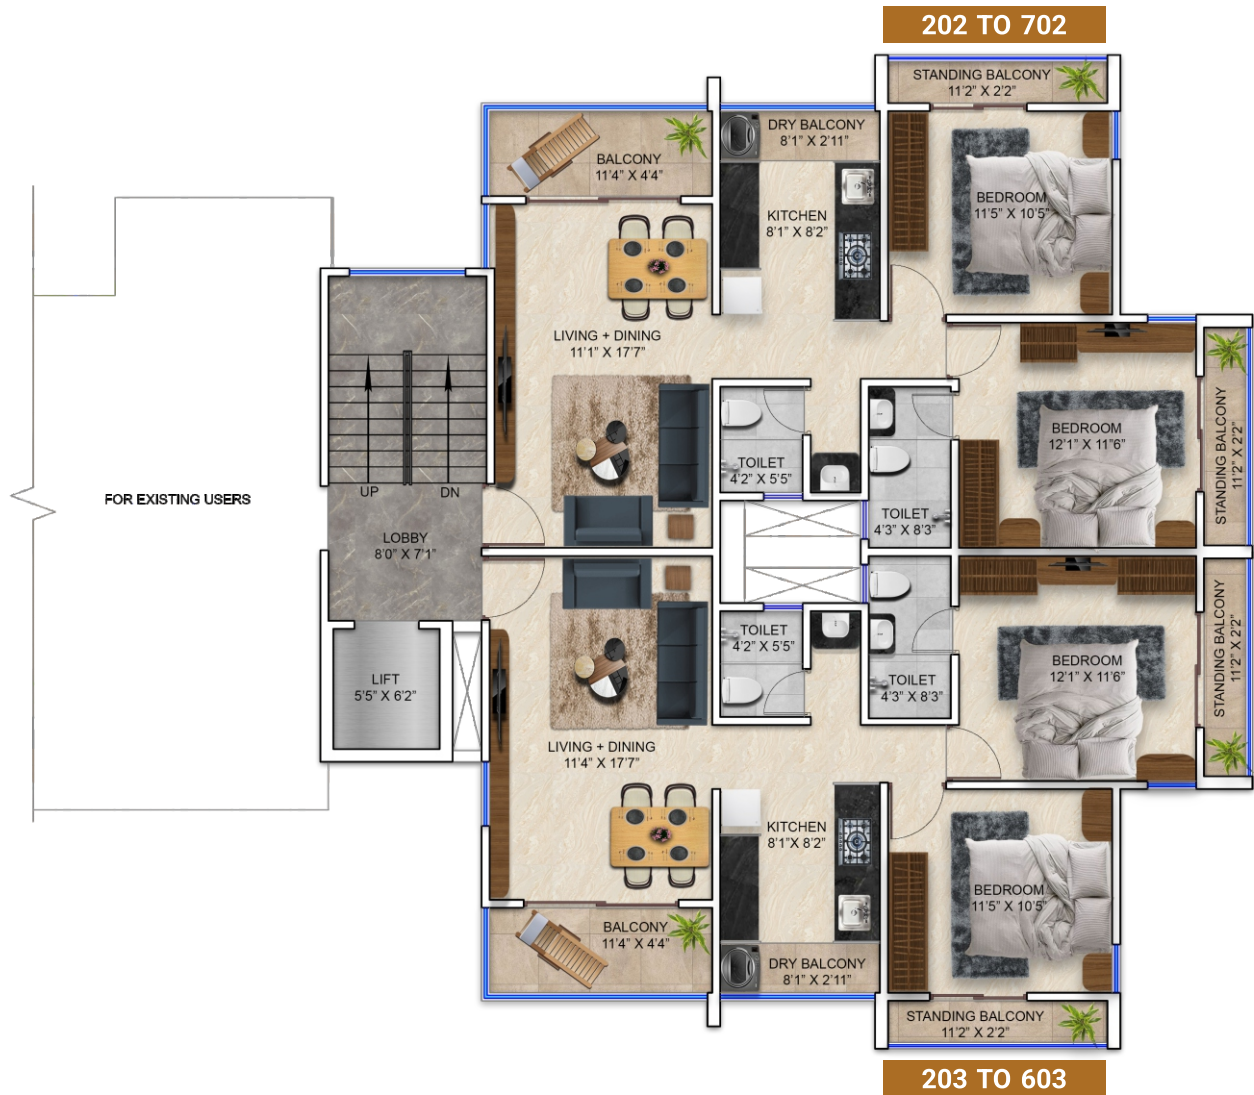 202 TO 702
STANDING BALCONY
11'2" X 2'2"
DRY BALCONY
8'1" X 2'11"
BALCONY
11'4" X 4'4"
BEDROOM
11'5" X 10'5"
KITCHEN
8'1" X 8'2"
LIVING + DINING
11'1" X 17'7"
STANDING BALCONY
11'2" X 2'2"
BEDROOM
12'1" X 11'6"
TOILET
4'2" X 5'5"
UP
DN
FOR EXISTING USERS
TOILET
4'3" X 8'3"
LOBBY
8'0" X 7'1"
TOILET
4'2" X 5'5"
STANDING BALCONY
11'2" X 2'2"
BEDROOM
12'1" X 11'6"
LIFT
5'5" X 6'2"
TOILET
4'3" X 8'3"
LIVING + DINING
11'4" X 17'7"
KITCHEN
8'1"X 8'2"
BEDROOM
11'5" X 10'5"
BALCONY
11'4" X 4'4"
DRY BALCONY
8'1" X 2'11"
STANDING BALCONY
11'2" X 2'2"
203 TO 603